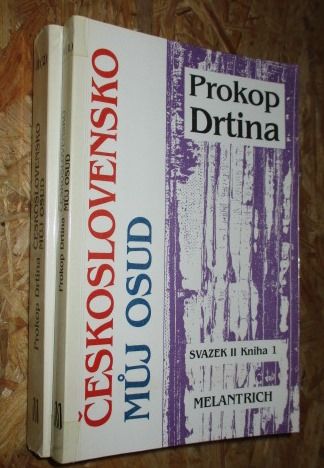 Prokop
Drtina
ČESKOSLOVENSKO
MŮJ OSUD
SVAZEK II Kniha 1
MELANTRICH
Prokop Drtina ČESKOSLOVENSKO
MŮJ OSUD
Prokop Drtina ČESKOSLOVENSKO
MŮJ OSUD